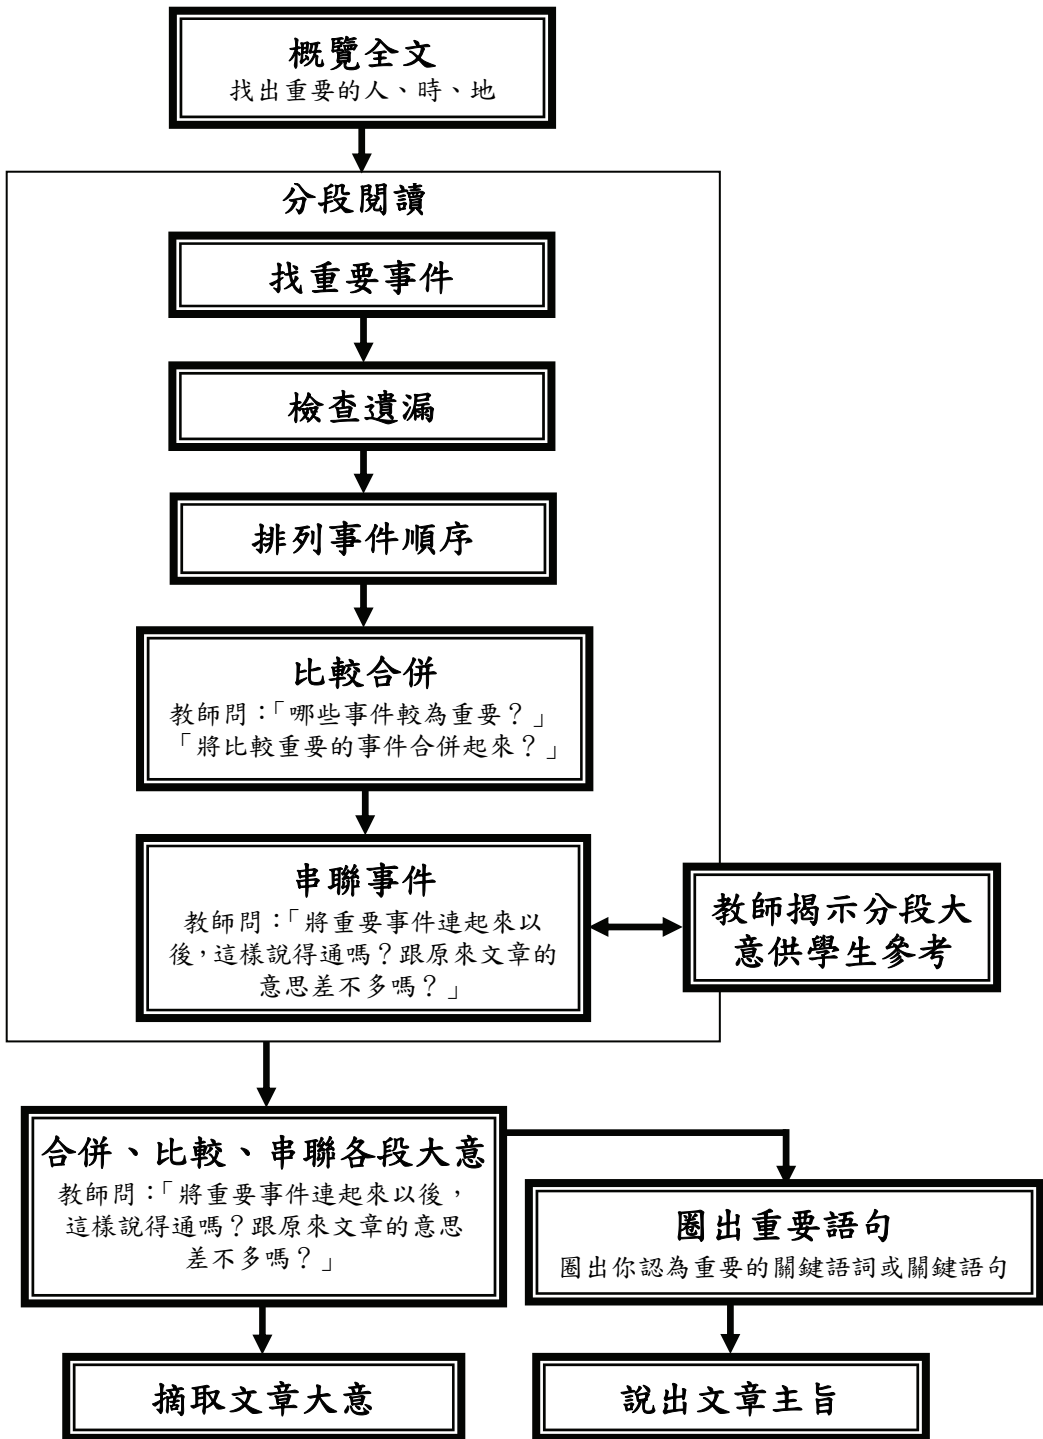 概覽全文
找出重要的人、時、地
分段閱讀
找重要事件
檢查遺漏
排列事件順序
比較合併
教師問：「哪些事件較為重要？」
「將比較重要的事件合併起來？」
串聯事件
教師問：「將重要事件連起來以
後，這樣說得通嗎？跟原來文章的
意思差不多嗎？」
教師揭示分段大
意供學生參考
合併、比較、串聯各段大意
教師問：「將重要事件連起來以後，
這樣說得通嗎？跟原來文章的意思
差不多嗎？」
圈出重要語句
圈出你認為重要的關鍵語詞或關鍵語句
摘取文章大意
說出文章主旨